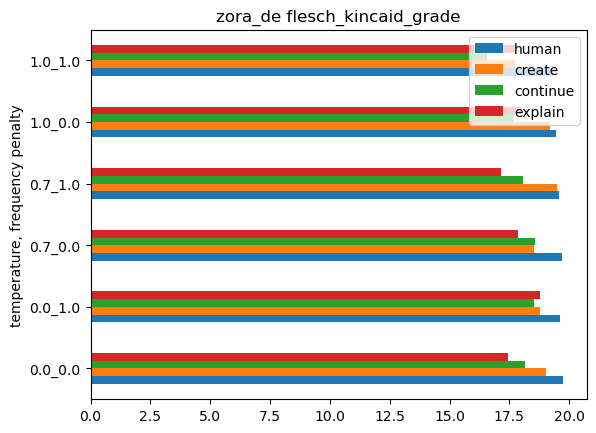 zora_de flesch_kincaid_grade
human
create
continue
explain
temperature, frequency penalty
1.0_1.0
1.0_0.0
0.7_1.0
0.7_0.0
0.0_1.0
0.0_0.0
0.0 2.5 5.0 7.5 10.0 12.5 15.0 17.5 20.0